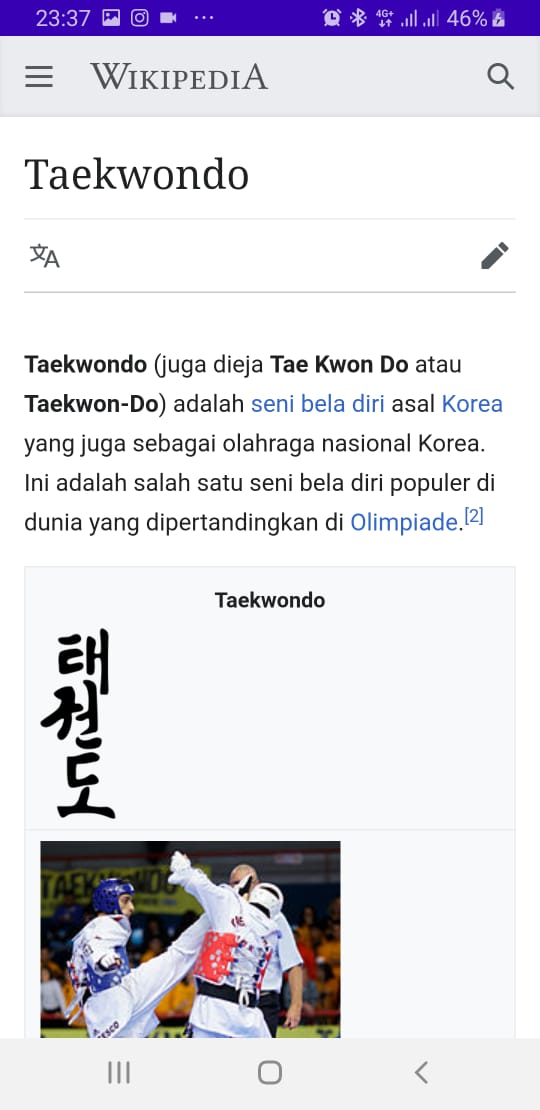 23:37
4G+
46%
WIKIPEDIA
Taekwondo
Taekwondo (juga dieja Tae Kwon Do atau
Taekwon-Do) adalah seni bela diri asal Korea
yang juga sebagai olahraga nasional Korea.
Ini adalah salah satu seni bela diri populer di
dunia yang dipertandingkan di Olimpiade.[2]
Taekwondo
태
권
도